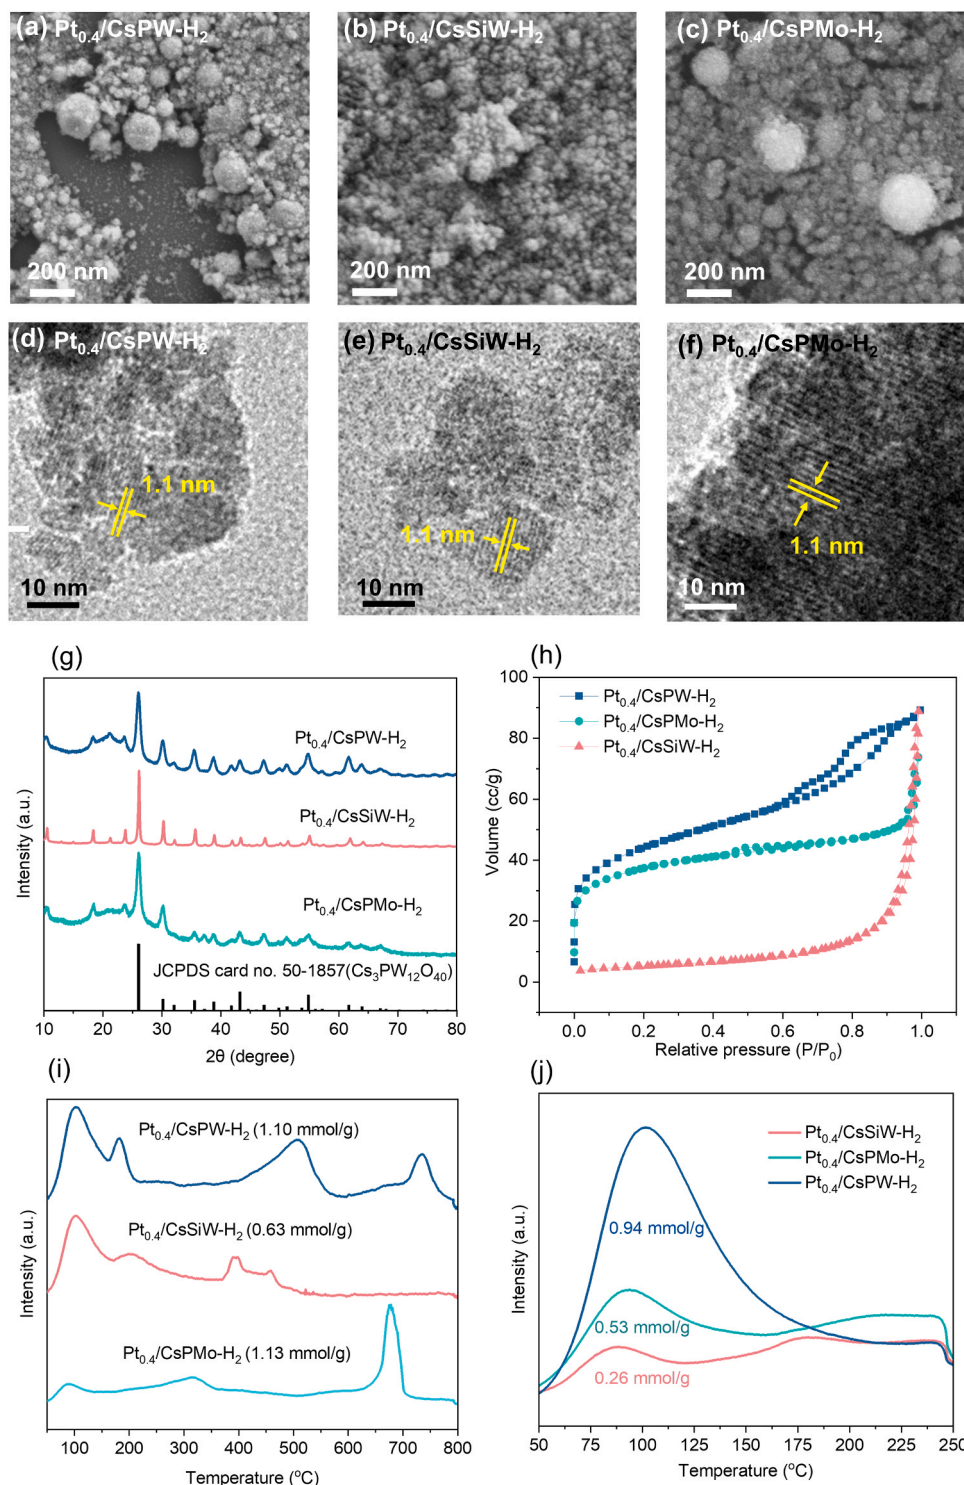 (a) Pt0.4/CsPW-H2
200 nm
(b) Pt0.4/CsSiW-H2
200 nm
(c) Pt0.4/CsPMo-H2
200 nm
(d) Pt0.4/CsPW-H2
1.1 nm
10 nm
(e) Pt0.4/CsSiW-H2
1.1 nm
10 nm
(f) Pt0.4/CsPMo-H2
1.1 nm
10 nm
(g)
Intensity (a.u.)
Pt0.4/CsPW-H2
Pt0.4/CsSiW-H2
Pt0.4/CsPMo-H2
JCPDS card no. 50-1857(Cs3PW12O40)
10 20 30 40 50 60 70 80
2θ (degree)
(h)
Volume (cc/g)
100
80
60
40
20
0
Pt0.4/CsPW-H2
Pt0.4/CsPMo-H2
Pt0.4/CsSiW-H2
0.0 0.2 0.4 0.6 0.8 1.0
Relative pressure (P/P0)
(i)
Intensity (a.u.)
Pt0.4/CsPW-H2 (1.10 mmol/g)
Pt0.4/CsSiW-H2 (0.63 mmol/g)
Pt0.4/CsPMo-H2 (1.13 mmol/g)
100 200 300 400 500 600 700 800
Temperature (°C)
(j)
Intensity (a.u.)
Pt0.4/CsSiW-H2
Pt0.4/CsPMo-H2
Pt0.4/CsPW-H2
0.94 mmol/g
0.53 mmol/g
0.26 mmol/g
50 75 100 125 150 175 200 225 250
Temperature (°C)